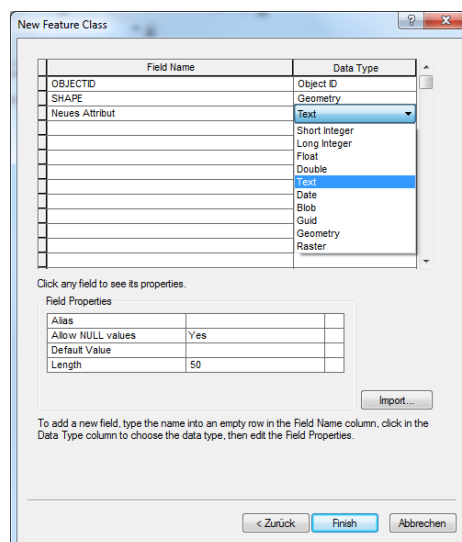 New Feature Class
Field Name Data Type
OBJECTID Object ID
SHAPE Geometry
Neues Attribut Text
Short Integer
Long Integer
Float
Double
Text
Date
Blob
Guid
Geometry
Raster
Click any field to see its properties.
Field Properties
Alias
Allow NULL values Yes
Default Value
Length 50
Import...
To add a new field, type the name into an empty row in the Field Name column, click in the
Data Type column to choose the data type, then edit the Field Properties.
< Zurück Finish Abbrechen